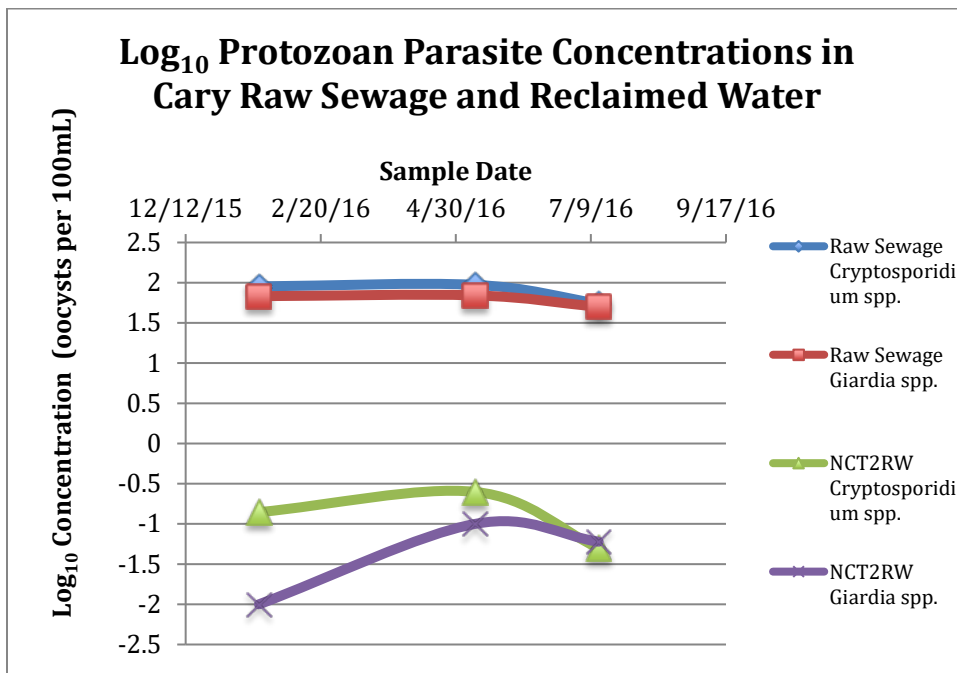 Log10 Protozoan Parasite Concentrations in
Cary Raw Sewage and Reclaimed Water
Sample Date
12/12/15 2/20/16 4/30/16 7/9/16 9/17/16
Log10 Concentration (oocysts per 100mL)
2.5
2
1.5
1
0.5
0
-0.5
-1
-1.5
-2
-2.5
Raw Sewage
Cryptosporidi
um spp.
Raw Sewage
Giardia spp.
NCT2RW
Cryptosporidi
um spp.
NCT2RW
Giardia spp.